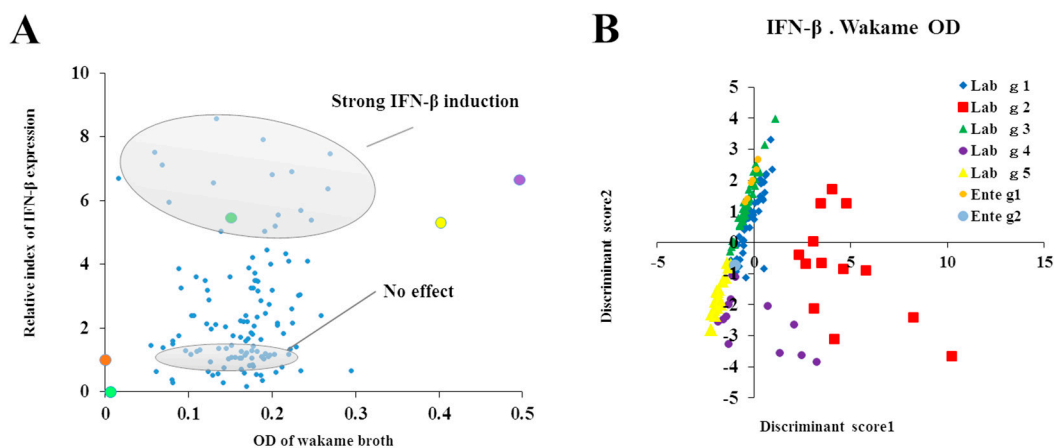 A
Relative index of IFN-β expression
10
8
6
4
2
0
0
0.1
0.2
0.3
0.4
0.5
OD of wakame broth
Strong IFN-β induction
No effect
B
IFN-β . Wakame OD
5
4
3
2
1
0
-1
-2
-3
-4
-5
-5
0
5
10
15
Discriminant score2
Discriminant score1
Lab g 1
Lab g 2
Lab g 3
Lab g 4
Lab g 5
Ente g1
Ente g2